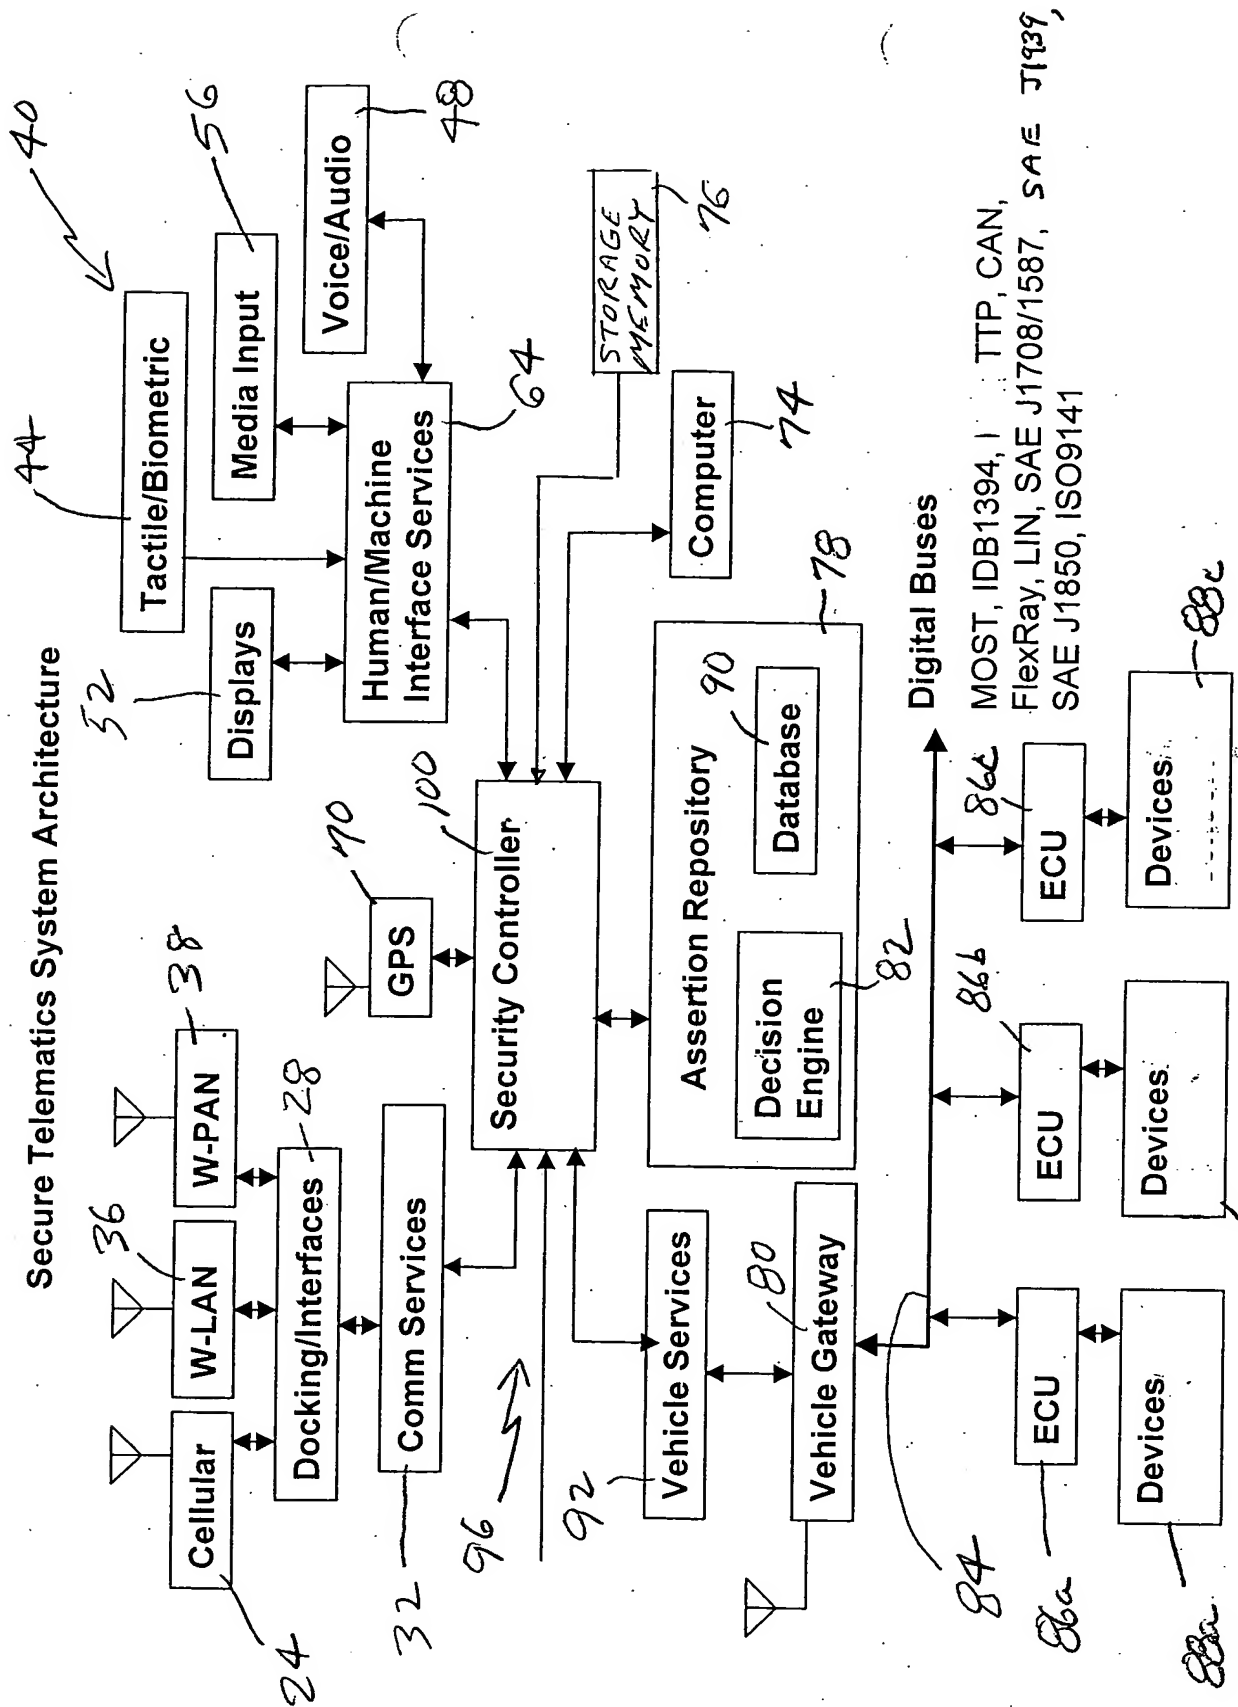 Secure Telematics System Architecture
40
24
Cellular
36
W-LAN
38
W-PAN
28
Docking/Interfaces
32
Comm Services
70
GPS
52
Displays
44
Tactile/Biometric
56
Media Input
48
Voice/Audio
64
Human/Machine
Interface Services
96
100
Security Controller
STORAGE
MEMORY
76
Computer
74
92
Vehicle Services
80
Vehicle Gateway
78
Assertion Repository
82
Decision
Engine
90
Database
84
Digital Buses
MOST, IDB1394, TTP, CAN,
FlexRay, LIN, SAE J1708/1587, SAE J1939,
SAE J1850, ISO9141
86a
ECU
86b
ECU
86c
ECU
88a
Devices
Devices
88c
Devices